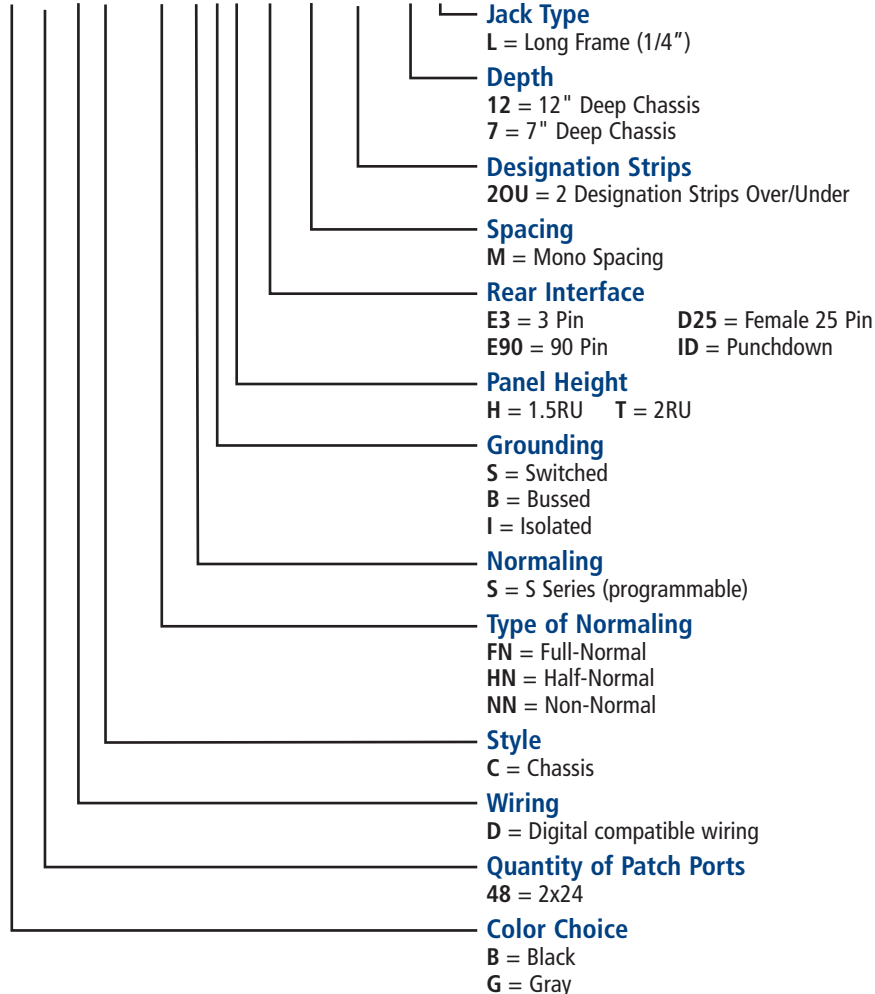 Jack Type
L = Long Frame (1/4″)
Depth
12 = 12" Deep Chassis
7 = 7" Deep Chassis
Designation Strips
2OU = 2 Designation Strips Over/Under
Spacing
M = Mono Spacing
Rear Interface
E3 = 3 Pin D25 = Female 25 Pin
E90 = 90 Pin ID = Punchdown
Panel Height
H = 1.5RU T = 2RU
Grounding
S = Switched
B = Bussed
I = Isolated
Normaling
S = S Series (programmable)
Type of Normaling
FN = Full-Normal
HN = Half-Normal
NN = Non-Normal
Style
C = Chassis
Wiring
D = Digital compatible wiring
Quantity of Patch Ports
48 = 2x24
Color Choice
B = Black
G = Gray